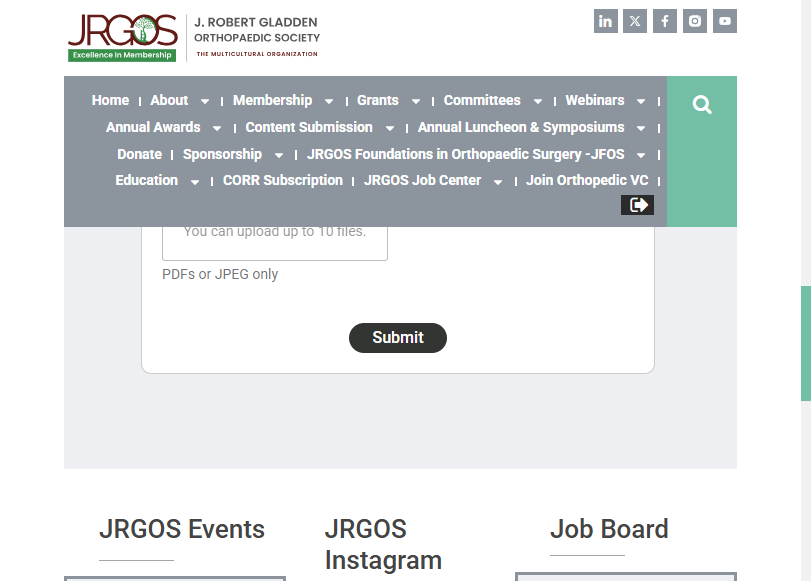 JRGOS
Excellence In Membership
J. ROBERT GLADDEN
ORTHOPAEDIC SOCIETY
THE MULTICULTURAL ORGANIZATION
Home About Membership Grants Committees Webinars
Annual Awards Content Submission Annual Luncheon & Symposiums
Donate Sponsorship JRGOS Foundations in Orthopaedic Surgery -JFOS
Education CORR Subscription JRGOS Job Center Join Orthopedic VC
You can upload up to 10 files.
PDFs or JPEG only
Submit
JRGOS Events
JRGOS
Instagram
Job Board